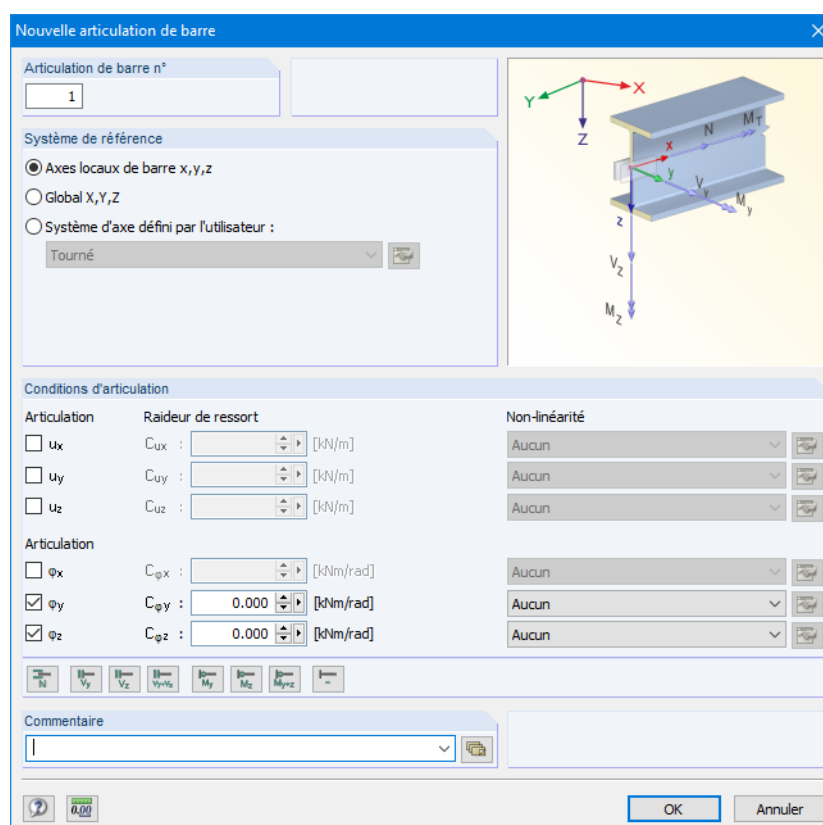 Nouvelle articulation de barre
Articulation de barre n°
1
Système de référence
Axes locaux de barre x,y,z
Global X,Y,Z
Système d'axe défini par l'utilisateur :
Tourné
X
Y
Z
N
MT
x
y
Vy
My
z
Vz
Mz
Conditions d'articulation
Articulation Raideur de ressort Non-linéarité
ux Cux : [kN/m] Aucun
uy Cuy : [kN/m] Aucun
uz Cuz : [kN/m] Aucun
Articulation
φx Cφx : [kNm/rad] Aucun
φy Cφy : 0.000 [kNm/rad] Aucun
φz Cφz : 0.000 [kNm/rad] Aucun
N Vy Vz Vy+Vz My Mz My+z
Commentaire
0.00 OK Annuler